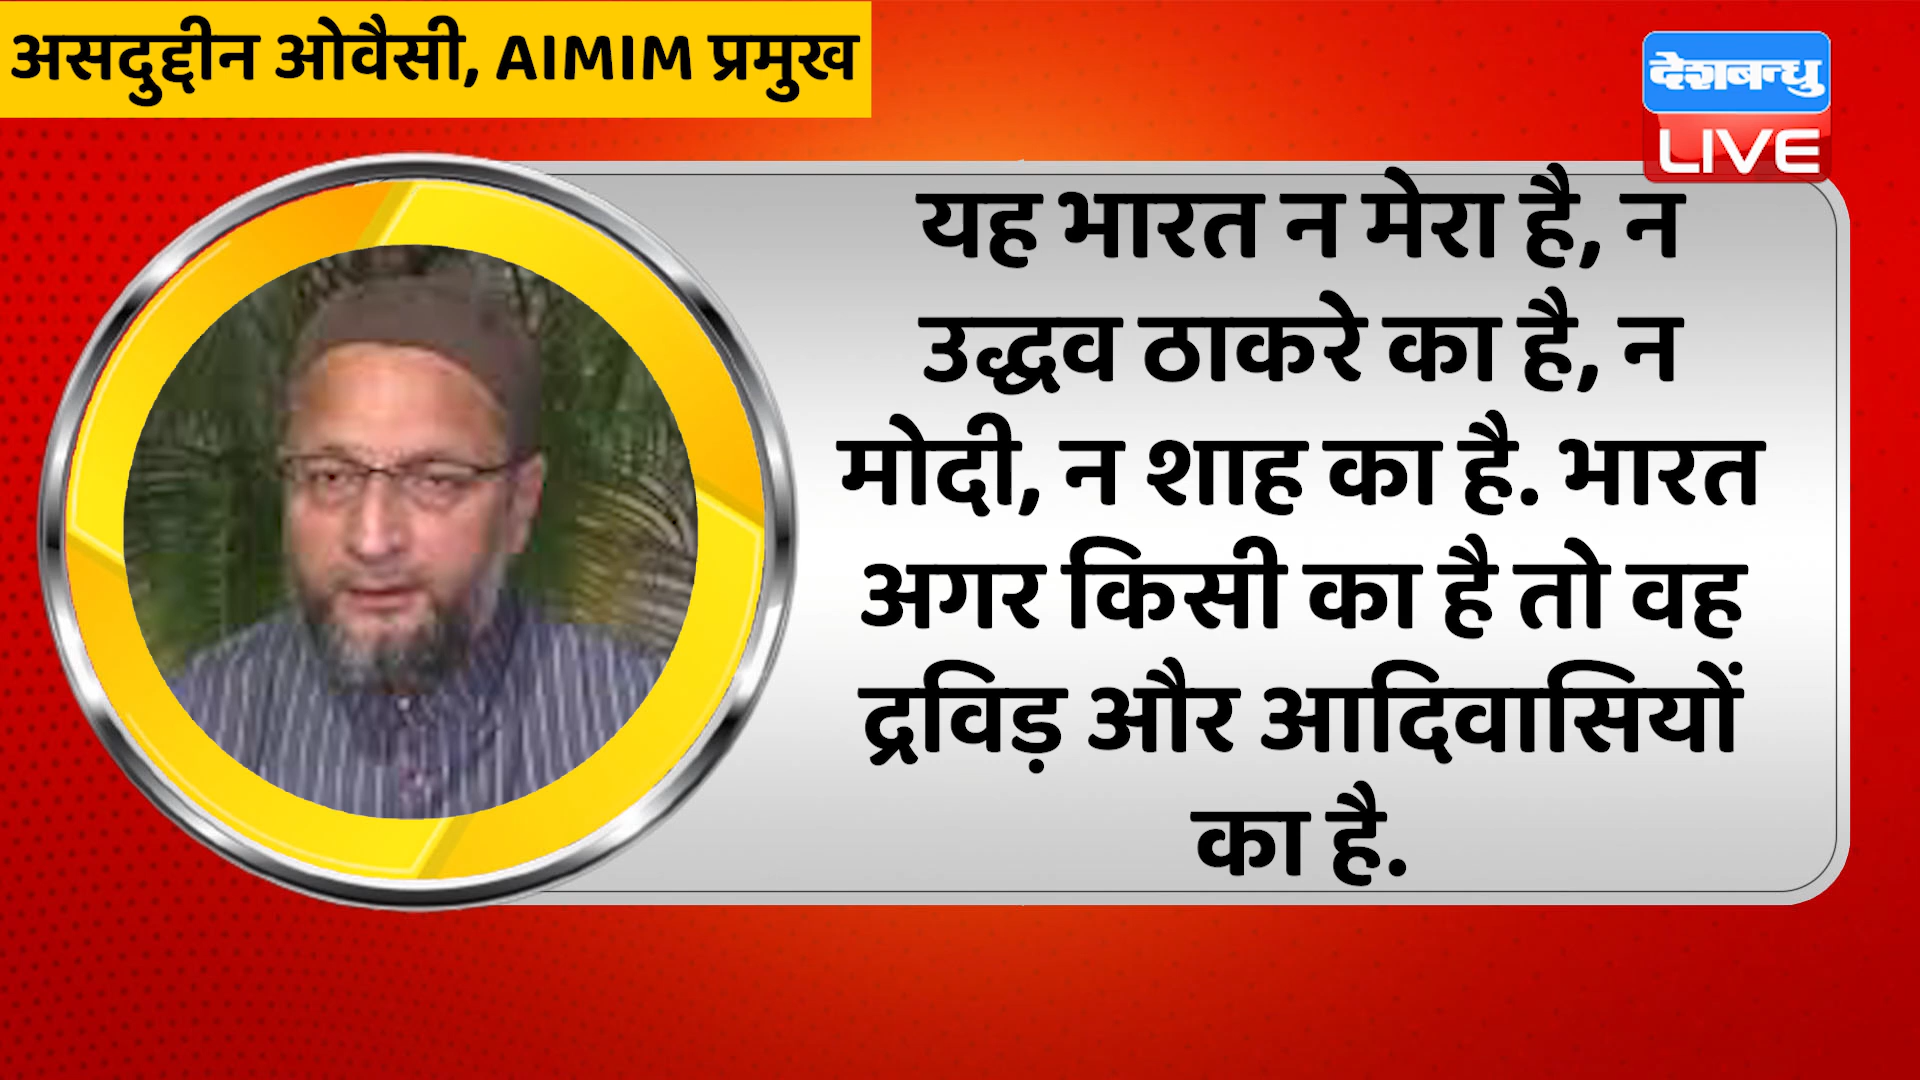 असदुद्दीन ओवैसी, AIMIM प्रमुख
देशबन्धु
LIVE
यह भारत न मेरा है, न
उद्धव ठाकरे का है, न
मोदी, न शाह का है. भारत
अगर किसी का है तो वह
द्रविड़ और आदिवासियों
का है.